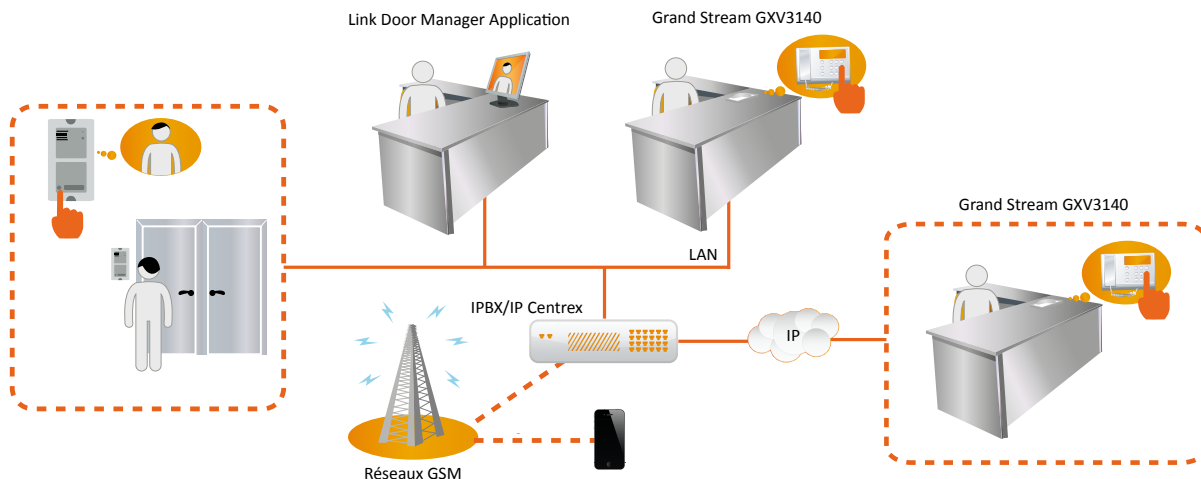 Link Door Manager Application
Grand Stream GXV3140
Grand Stream GXV3140
LAN
IPBX/IP Centrex
IP
Réseaux GSM